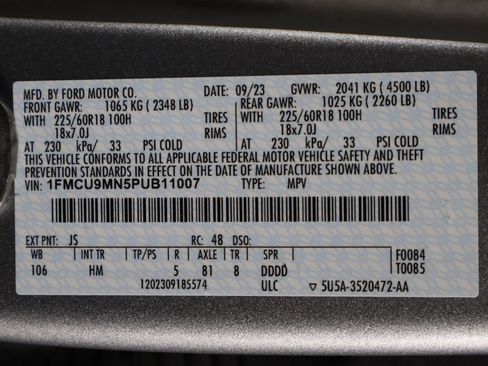 MFD. BY FORD MOTOR CO. DATE: 09/23 GVWR: 2041 KG (4500 LB)
FRONT GAWR: 1065 KG (2348 LB) REAR GAWR: 1025 KG (2260 LB)
WITH 225/60R18 100H TIRES WITH 225/60R18 100H TIRES
18x7.0J RIMS 18x7.0J RIMS
AT 230 kPa/ 33 PSI COLD AT 230 kPa/ 33 PSI COLD
THIS VEHICLE CONFORMS TO ALL APPLICABLE FEDERAL MOTOR VEHICLE SAFETY AND THEFT
PREVENTION STANDARDS IN EFFECT ON THE DATE OF MANUFACTURE SHOWN ABOVE.
VIN: 1FMCU9MN5PUB11007 TYPE: MPV
EXT PNT: JS RC: 48 DSO:
WB INT TR TP/PS R AXLE TR SPR F0084
106 HM 5 81 8 DDDD T0085
1202309185574 ULC ▽ 5U5A-3520472-AA